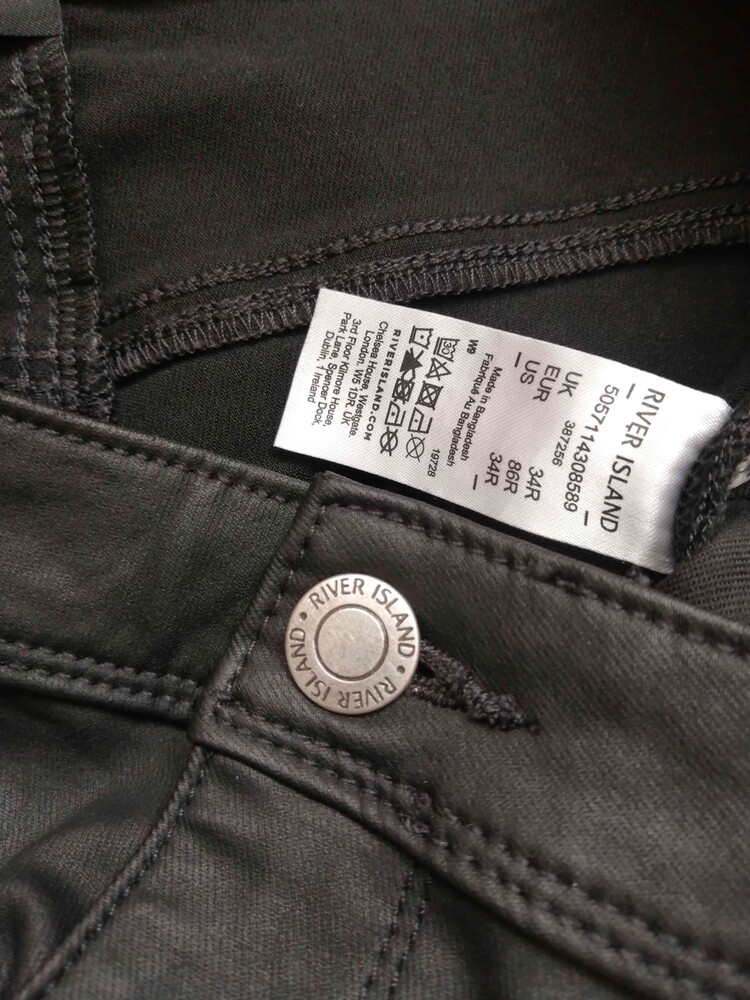 RIVER ISLAND
5057114308589
UK 387256 34R
EUR 86R
US 34R
Made in Bangladesh
Fabriqué Au Bangladesh
W9
19728
30
RIVERISLAND.COM
Chelsea House, Westgate,
London, W5 1DR. UK
3rd Floor Kilmore H.
Park Lane, Spencer House,
Dublin, 1 Ireland Dock,
RIVER ISLAND • RIVER ISLAND •